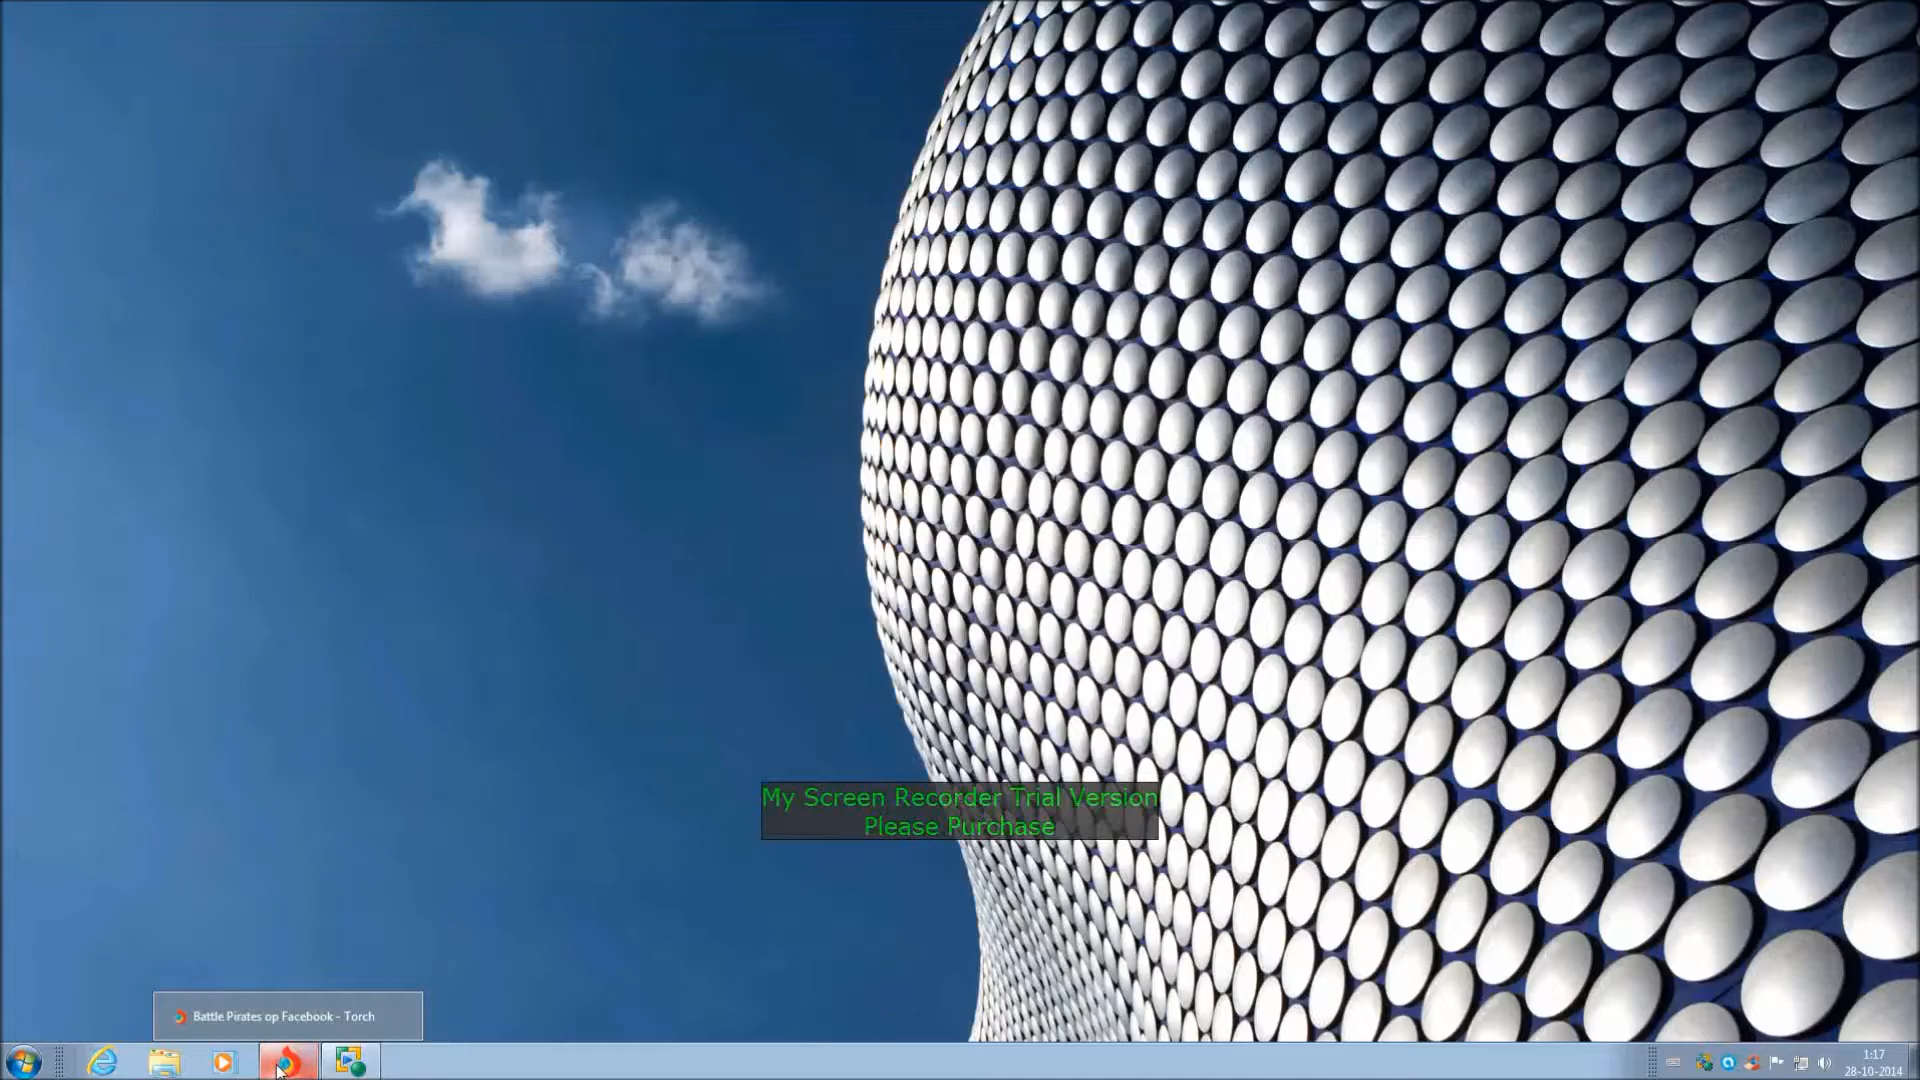 My Screen Recorder Trial Version
Please Purchase
Battle Pirates op Facebook - Torch
1:17
28-10-2014